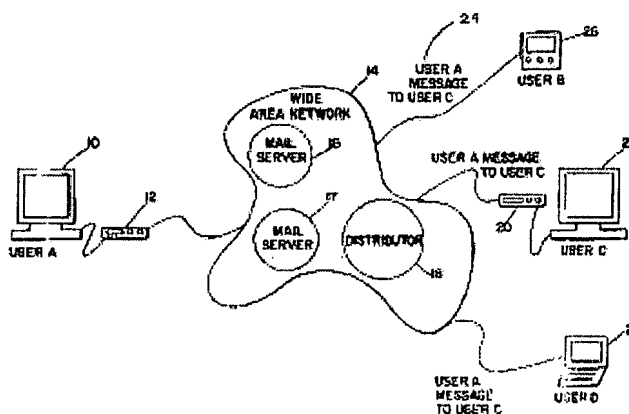 24
USER A
MESSAGE
TO USER C
26
USER B
14
WIDE
AREA NETWORK
MAIL
SERVER
16
10
12
USER A
17
MAIL
SERVER
DISTRIBUTOR
18
USER A MESSAGE
TO USER C
20
USER C
USER A
MESSAGE
TO USER C
USER D